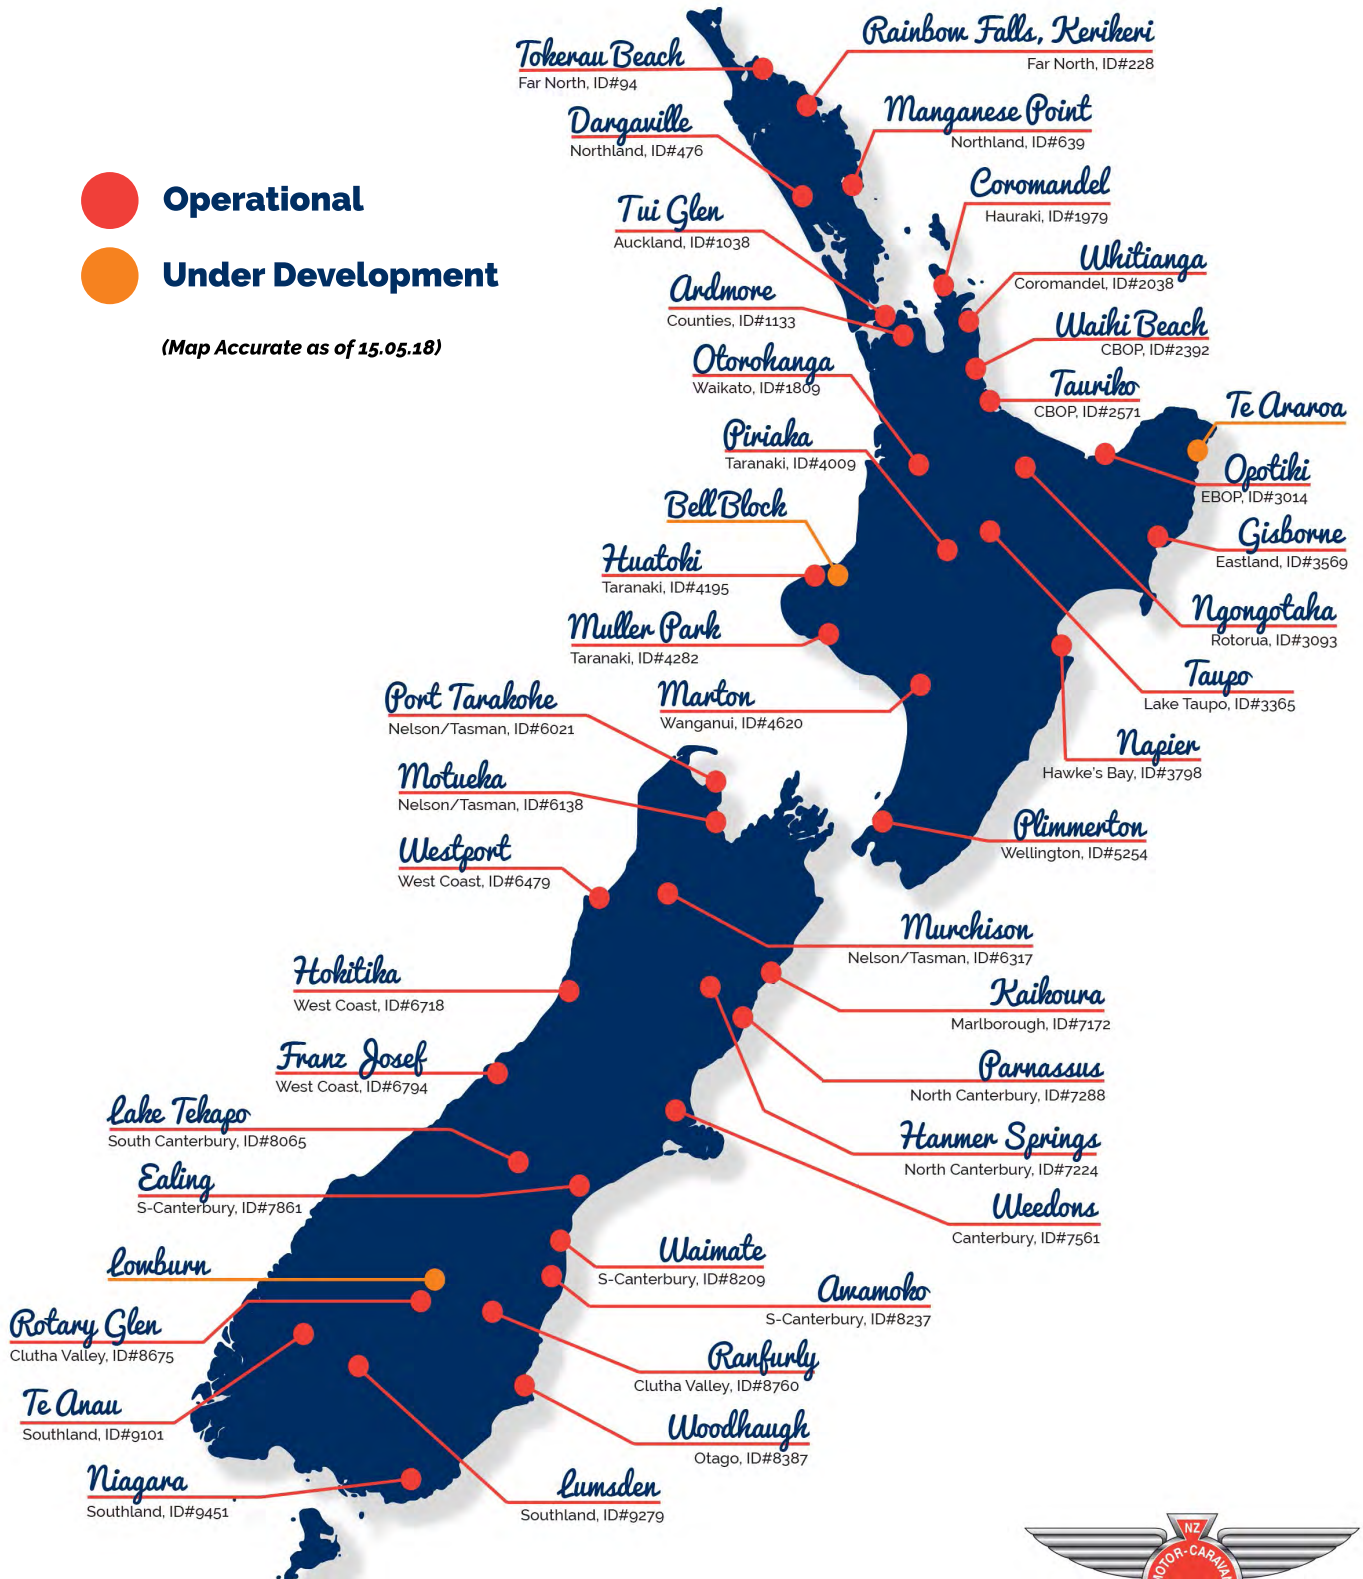 Rainbow Falls, Kerikeri
Far North, ID#228
Tokerau Beach
Far North, ID#94
Manganese Point
Northland, ID#639
Dargaville
Northland, ID#476
Coromandel
Hauraki, ID#1979
Operational
Tui Glen
Auckland, ID#1038
Under Development
Whitianga
Coromandel, ID#2038
Ardmore
Counties, ID#1133
Waihi Beach
CBOP, ID#2392
(Map Accurate as of 15.05.18)
Otorohanga
Waikato, ID#1809
Tauriko
CBOP, ID#2571
Te Araroa
Piriaka
Taranaki, ID#4009
Opotiki
EBOP, ID#3014
Bell Block
Gisborne
Eastland, ID#3569
Huatoki
Taranaki, ID#4195
Ngongotaha
Rotorua, ID#3093
Muller Park
Taranaki, ID#4282
Taupo
Lake Taupo, ID#3365
Port Tarakohe
Nelson/Tasman, ID#6021
Marton
Wanganui, ID#4620
Napier
Hawke's Bay, ID#3798
Motueka
Nelson/Tasman, ID#6138
Plimmerton
Wellington, ID#5254
Westport
West Coast, ID#6479
Murchison
Nelson/Tasman, ID#6317
Hokitika
West Coast, ID#6718
Kaikoura
Marlborough, ID#7172
Franz Josef
West Coast, ID#6794
Parnassus
North Canterbury, ID#7288
Lake Tekapo
South Canterbury, ID#8065
Hanmer Springs
North Canterbury, ID#7224
Ealing
S-Canterbury, ID#7861
Weedons
Canterbury, ID#7561
Waimate
S-Canterbury, ID#8209
Lowburn
Awamoko
S-Canterbury, ID#8237
Rotary Glen
Clutha Valley, ID#8675
Ranfurly
Clutha Valley, ID#8760
Te Anau
Southland, ID#9101
Woodhaugh
Otago, ID#8387
Niagara
Southland, ID#9451
Lumsden
Southland, ID#9279
NZ
MOTOR-CARAVAN